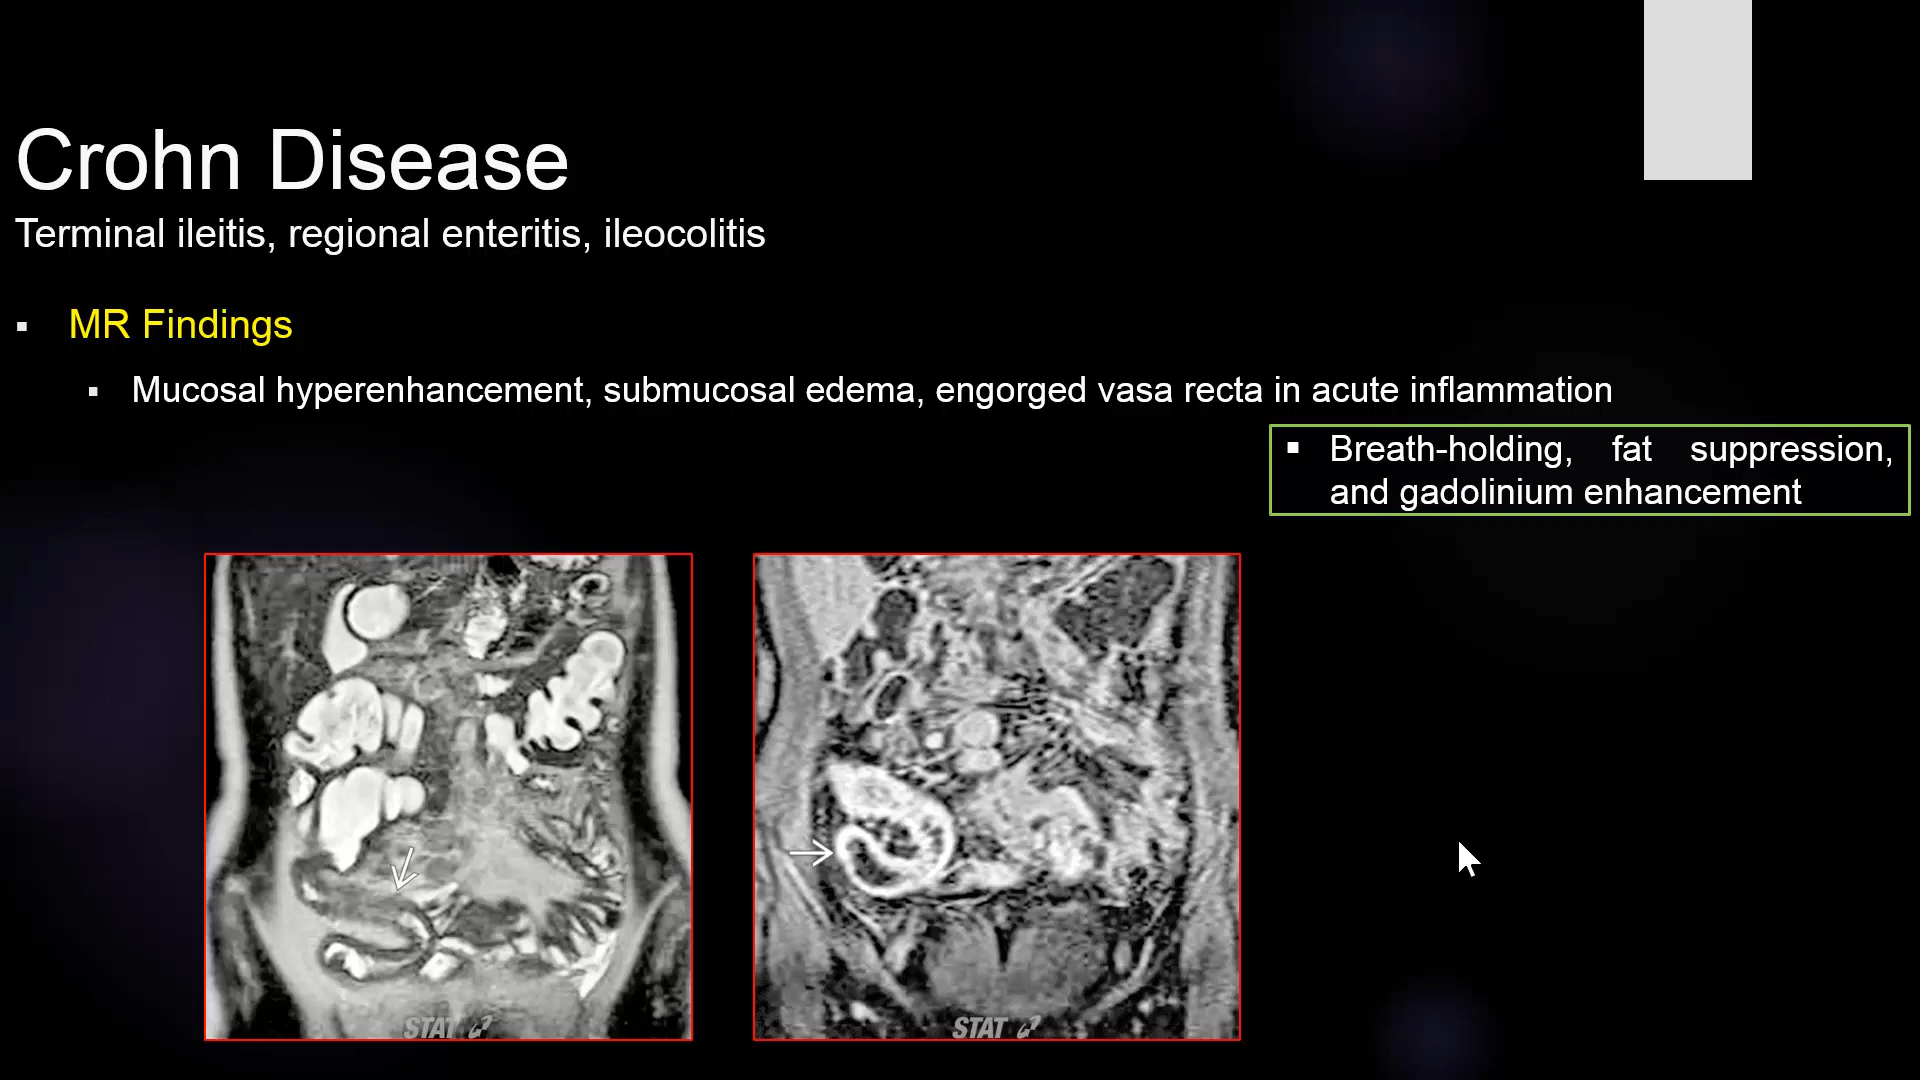 Crohn Disease
Terminal ileitis, regional enteritis, ileocolitis
▪ MR Findings
▪ Mucosal hyperenhancement, submucosal edema, engorged vasa recta in acute inflammation
▪ Breath-holding, fat suppression,
and gadolinium enhancement
STAT
STAT